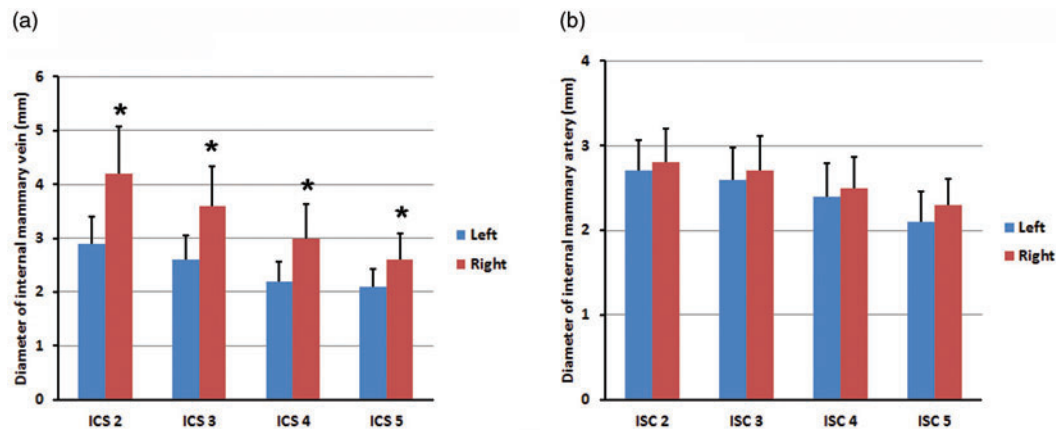 (a)
Diameter of internal mammary vein (mm)
6
5
4
3
2
1
0
*
*
*
*
ICS 2
ICS 3
ICS 4
ICS 5
Left
Right
(b)
Diameter of internal mammary artery (mm)
4
3
2
1
0
ISC 2
ISC 3
ISC 4
ISC 5
Left
Right